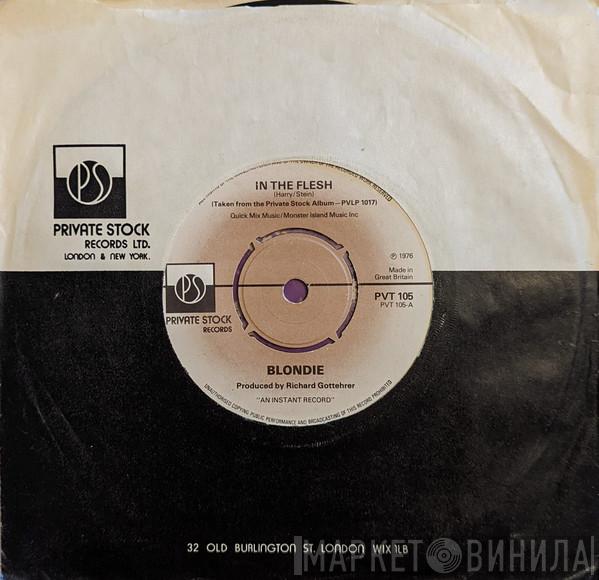 PS
PRIVATE STOCK
RECORDS LTD.
LONDON & NEW YORK.
RECORDED WORK RESERVED
IN THE FLESH
(Harry/Stein)
(Taken from the Private Stock Album—PVLP 1017)
Quick Mix Music/Monster Island Music Inc
℗ 1976
Made in
Great Britain
PS
PRIVATE STOCK
RECORDS
PVT 105
PVT 105-A
BLONDIE
Produced by Richard Gottehrer
"AN INSTANT RECORD"
UNAUTHORISED COPYING, PUBLIC PERFORMANCE AND BROADCASTING OF THIS RECORD PROHIBITED
32 OLD BURLINGTON ST. LONDON W1X 1LB
МАРКЕТ ВИНИЛА